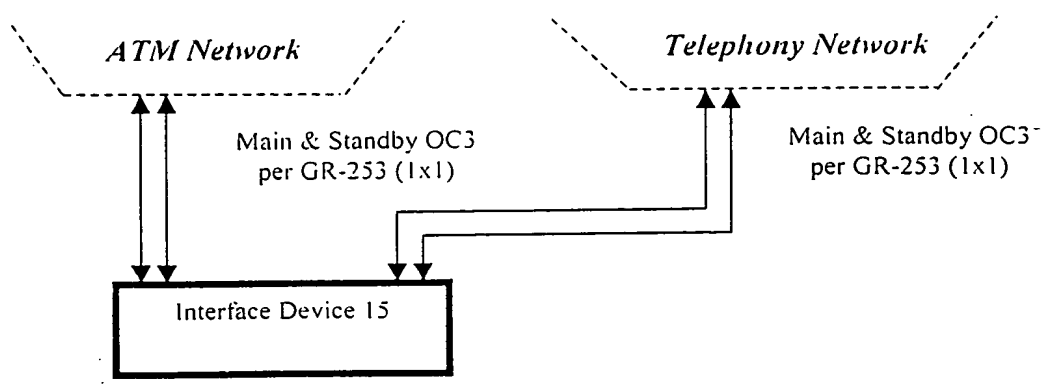 ATM Network
Telephony Network
Main & Standby OC3
per GR-253 (1x1)
Main & Standby OC3
per GR-253 (1x1)
Interface Device 15